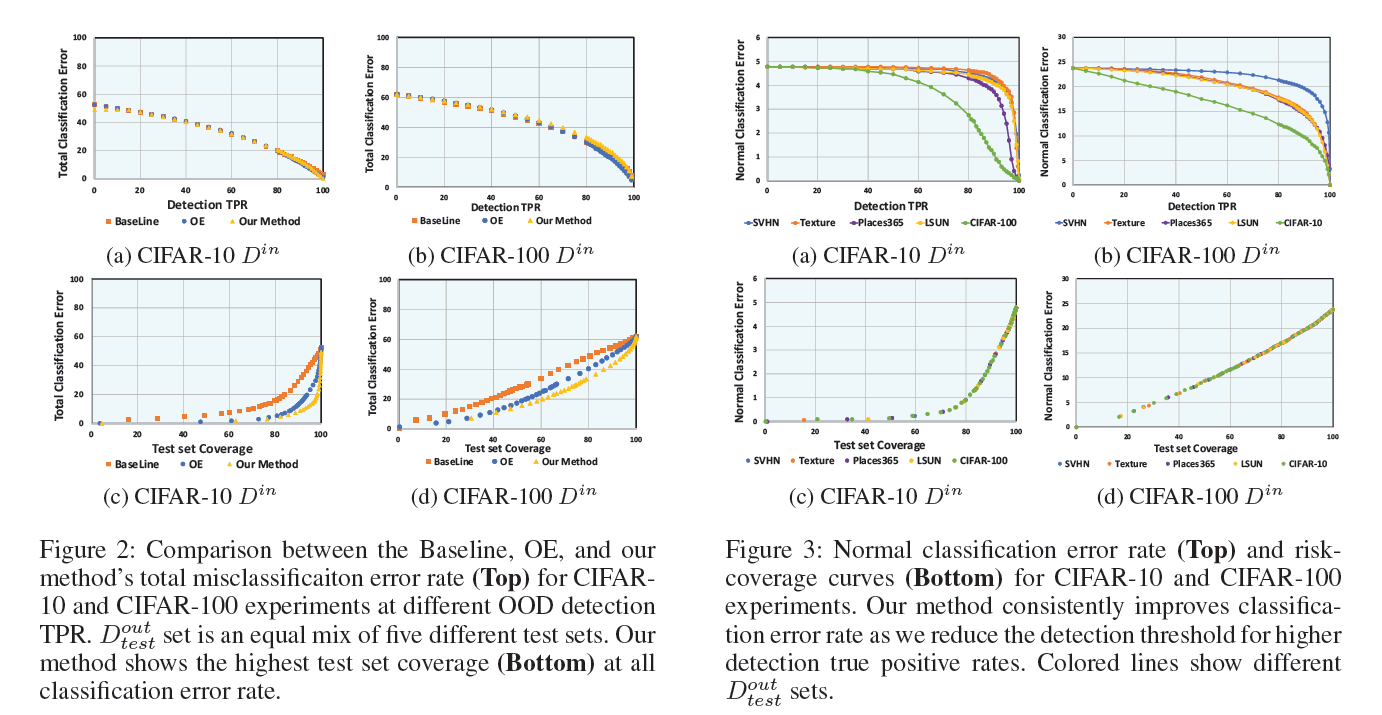 Total Classification Error
100
80
60
40
20
0
0 20 40 60 80 100
Detection TPR
BaseLine OE Our Method
(a) CIFAR-10 D^{in}
Total Classification Error
100
80
60
40
20
0
0 20 40 60 80 100
Detection TPR
BaseLine OE Our Method
(b) CIFAR-100 D^{in}
Total Classification Error
100
80
60
40
20
0
0 20 40 60 80 100
Test set Coverage
BaseLine OE Our Method
(c) CIFAR-10 D^{in}
Total Classification Error
100
80
60
40
20
0
0 20 40 60 80 100
Test set Coverage
BaseLine OE Our Method
(d) CIFAR-100 D^{in}
Figure 2: Comparison between the Baseline, OE, and our
method's total misclassificaiton error rate (Top) for CIFAR-
10 and CIFAR-100 experiments at different OOD detection
TPR. D^{out}_{test} set is an equal mix of five different test sets. Our
method shows the highest test set coverage (Bottom) at all
classification error rate.
Normal Classification Error
6
5
4
3
2
1
0
0 20 40 60 80 100
Detection TPR
SVHN Texture Places365 LSUN CIFAR-100
(a) CIFAR-10 D^{in}
Normal Classification Error
30
25
20
15
10
5
0
0 20 40 60 80 100
Detection TPR
SVHN Texture Places365 LSUN CIFAR-10
(b) CIFAR-100 D^{in}
Normal Classification Error
6
5
4
3
2
1
0
0 20 40 60 80 100
Test set Coverage
SVHN Texture Places365 LSUN CIFAR-100
(c) CIFAR-10 D^{in}
Normal Classification Error
30
25
20
15
10
5
0
0 20 40 60 80 100
Test set Coverage
SVHN Texture Places365 LSUN CIFAR-10
(d) CIFAR-100 D^{in}
Figure 3: Normal classification error rate (Top) and risk-
coverage curves (Bottom) for CIFAR-10 and CIFAR-100
experiments. Our method consistently improves classifica-
tion error rate as we reduce the detection threshold for higher
detection true positive rates. Colored lines show different
D^{out}_{test} sets.